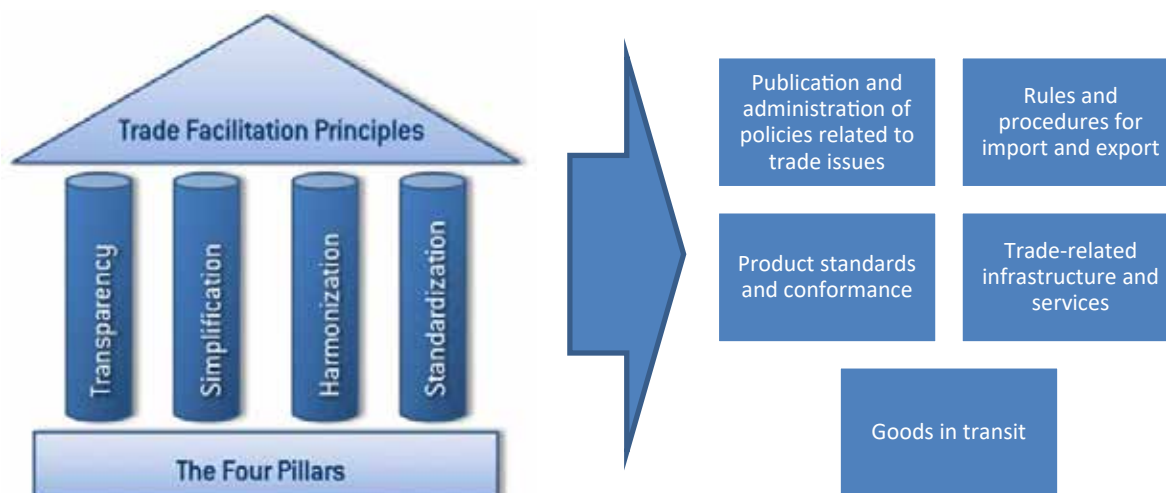 Trade Facilitation Principles
Transparency
Simplification
Harmonization
Standardization
The Four Pillars
Publication and
administration of
policies related to
trade issues
Rules and
procedures for
import and export
Product standards
and conformance
Trade-related
infrastructure and
services
Goods in transit